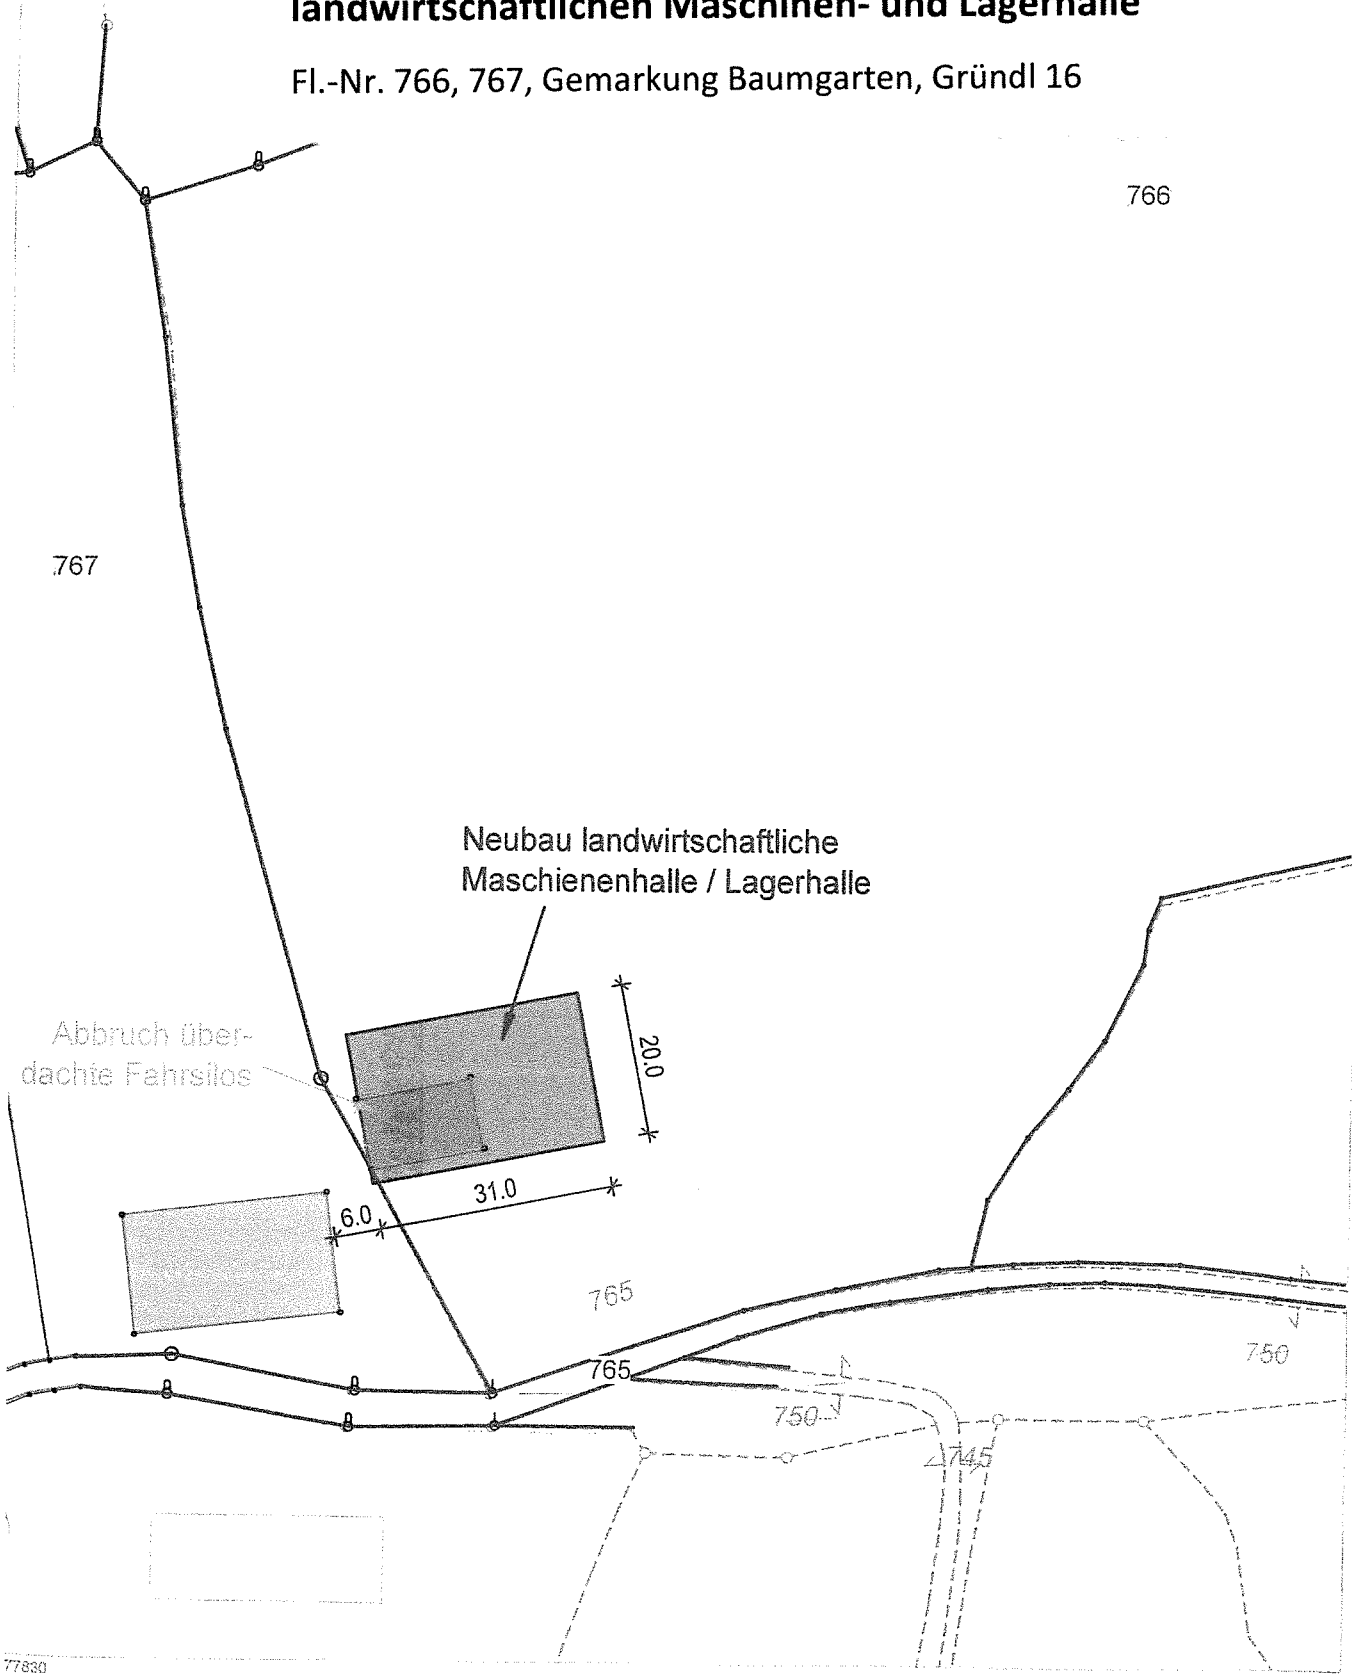 landwirtschaftlichen Maschinen- und Lagerhalle
Fl.-Nr. 766, 767, Gemarkung Baumgarten, Gründl 16
766
767
Neubau landwirtschaftliche
Maschienenhalle / Lagerhalle
Abbruch über-
dachte Fahrsilos
20.0
31.0
6.0
765
765
750
750
745
77830